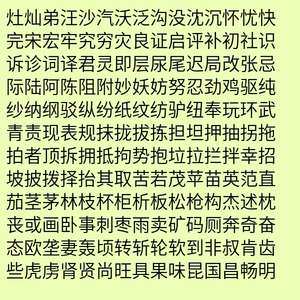 灶灿弟汪沙汽沃泛沟没沈沉怀忧快
完宋宏牢究穷灾良证启评补初社识
诉诊词译君灵即层尿尾迟局改张忌
际陆阿陈阻附妙妖妨努忍劲鸡驱纯
纱纳纲驳纵纷纸纹纺驴纽奉玩环武
青责现表规抹拢拔拣担坦押抽拐拖
拍者顶拆拥抵拘势抱垃拉拦拌幸招
坡披拨择抬其取苦若茂苹苗英范直
茄茎茅林枝杯柜析板松枪构杰述枕
丧或画卧事刺枣雨卖矿码厕奔奇奋
态欧垄妻轰顷转斩轮软到非叔肯齿
些虎虏肾贤尚旺具果味昆国昌畅明